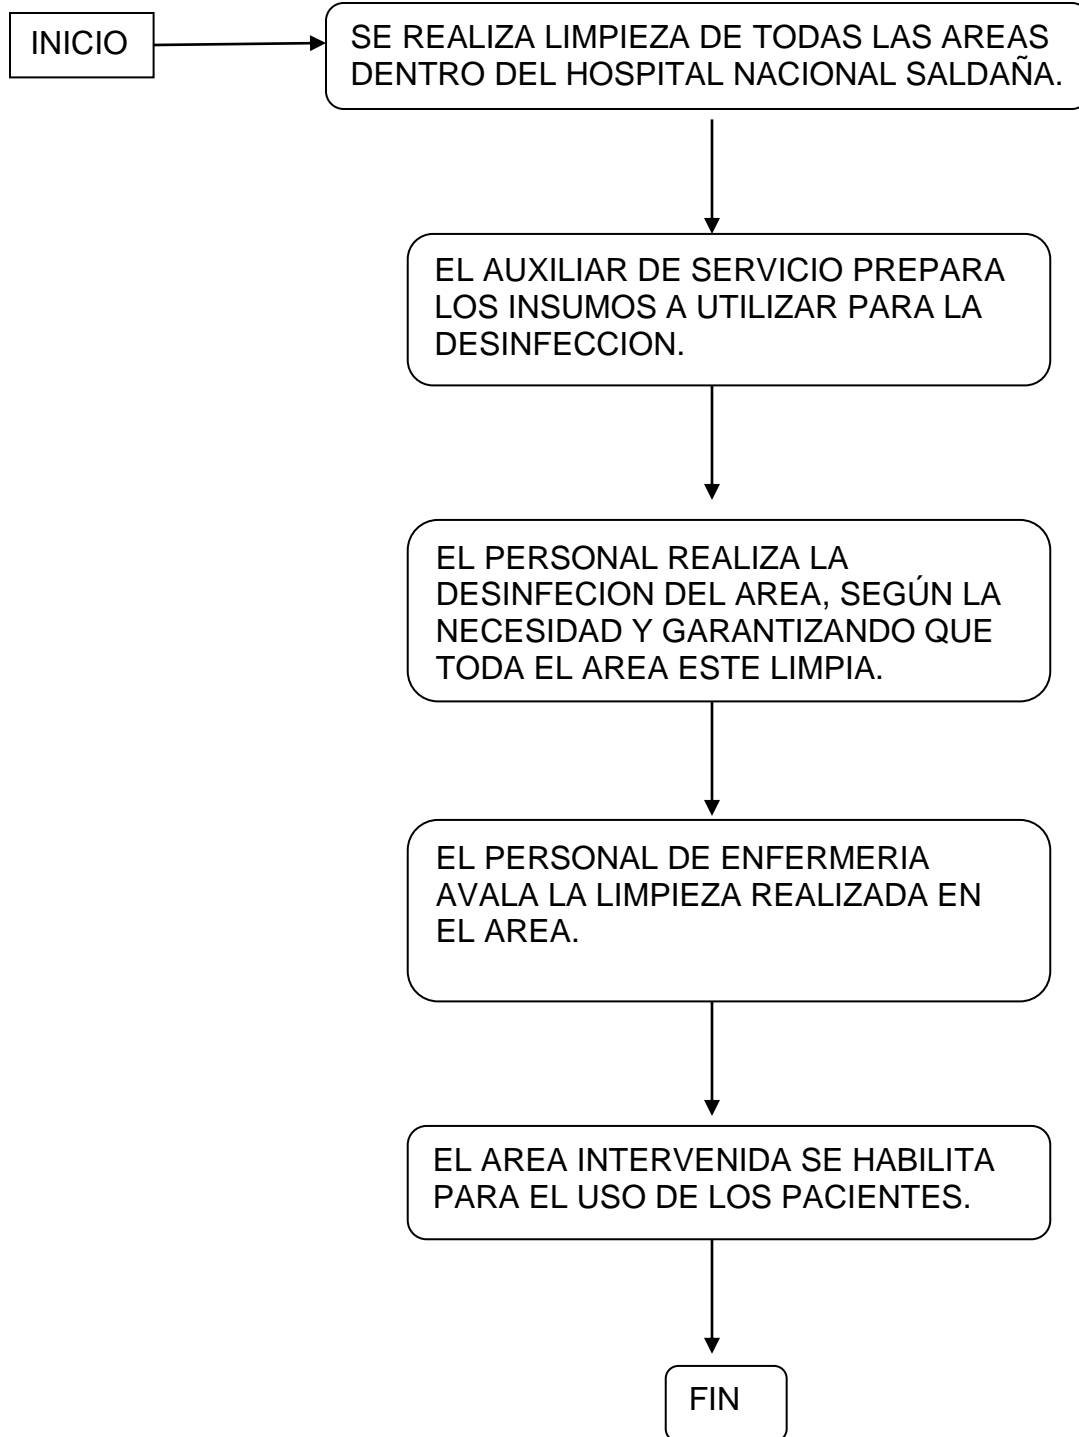 INICIO
SE REALIZA LIMPIEZA DE TODAS LAS AREAS
DENTRO DEL HOSPITAL NACIONAL SALDAÑA.
EL AUXILIAR DE SERVICIO PREPARA
LOS INSUMOS A UTILIZAR PARA LA
DESINFECCION.
EL PERSONAL REALIZA LA
DESINFECION DEL AREA, SEGÚN LA
NECESIDAD Y GARANTIZANDO QUE
TODA EL AREA ESTE LIMPIA.
EL PERSONAL DE ENFERMERIA
AVALA LA LIMPIEZA REALIZADA EN
EL AREA.
EL AREA INTERVENIDA SE HABILITA
PARA EL USO DE LOS PACIENTES.
FIN